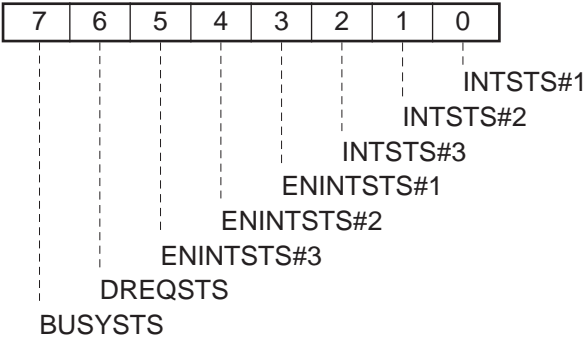 7 6 5 4 3 2 1 0
INTSTS#1
INTSTS#2
INTSTS#3
ENINTSTS#1
ENINTSTS#2
ENINTSTS#3
DREQSTS
BUSYSTS